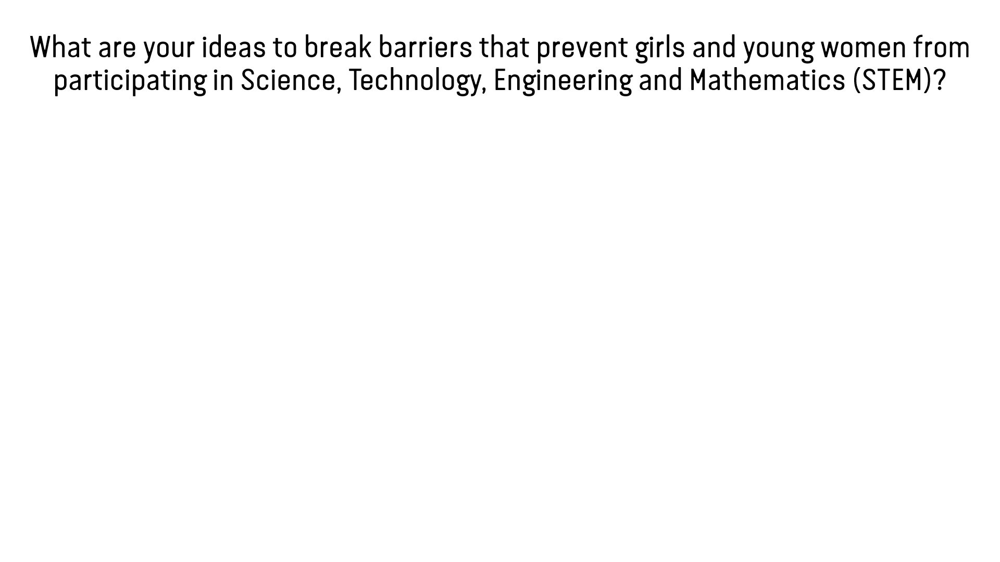 What are your ideas to break barriers that prevent girls and young women from
participating in Science, Technology, Engineering and Mathematics (STEM)?